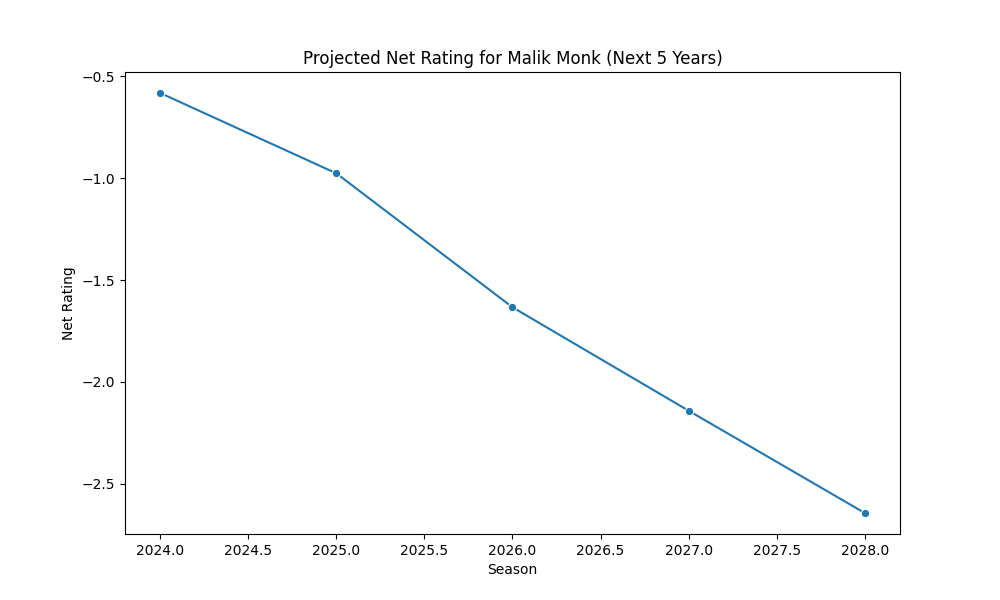 Projected Net Rating for Malik Monk (Next 5 Years)
−0.5
−1.0
−1.5
−2.0
−2.5
Net Rating
2024.0 2024.5 2025.0 2025.5 2026.0 2026.5 2027.0 2027.5 2028.0
Season